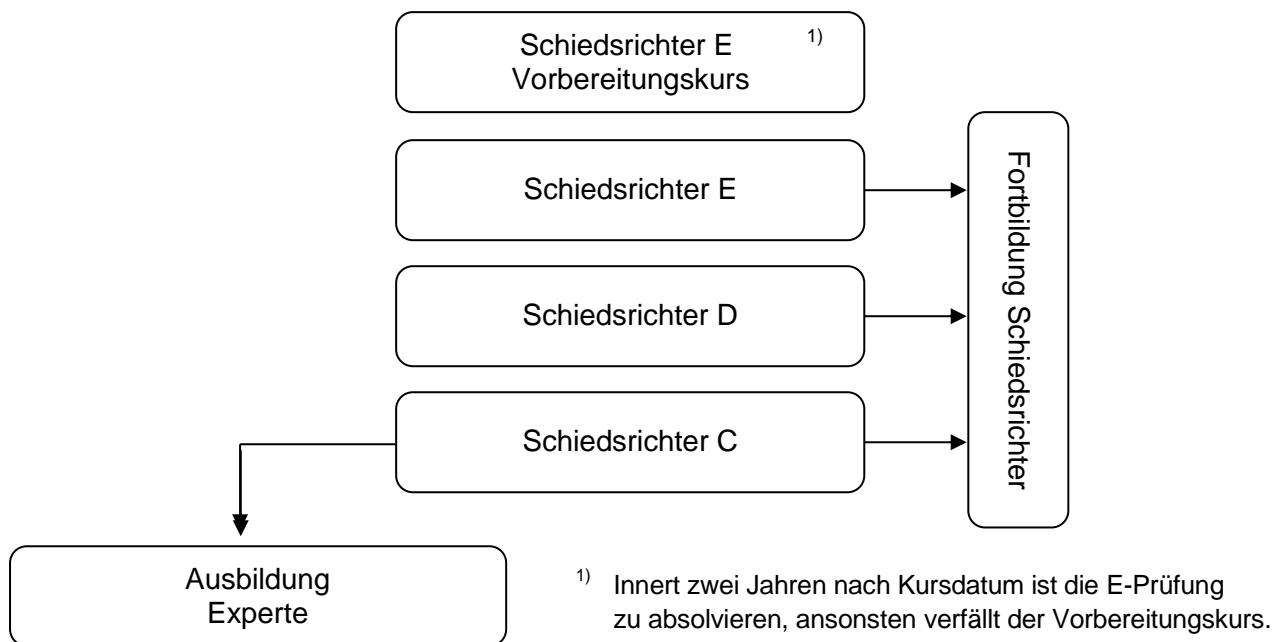 Schiedsrichter E 1)
Vorbereitungskurs
Schiedsrichter E
Schiedsrichter D
Schiedsrichter C
Fortbildung Schiedsrichter
Ausbildung
Experte
1) Innert zwei Jahren nach Kursdatum ist die E-Prüfung
zu absolvieren, ansonsten verfällt der Vorbereitungskurs.